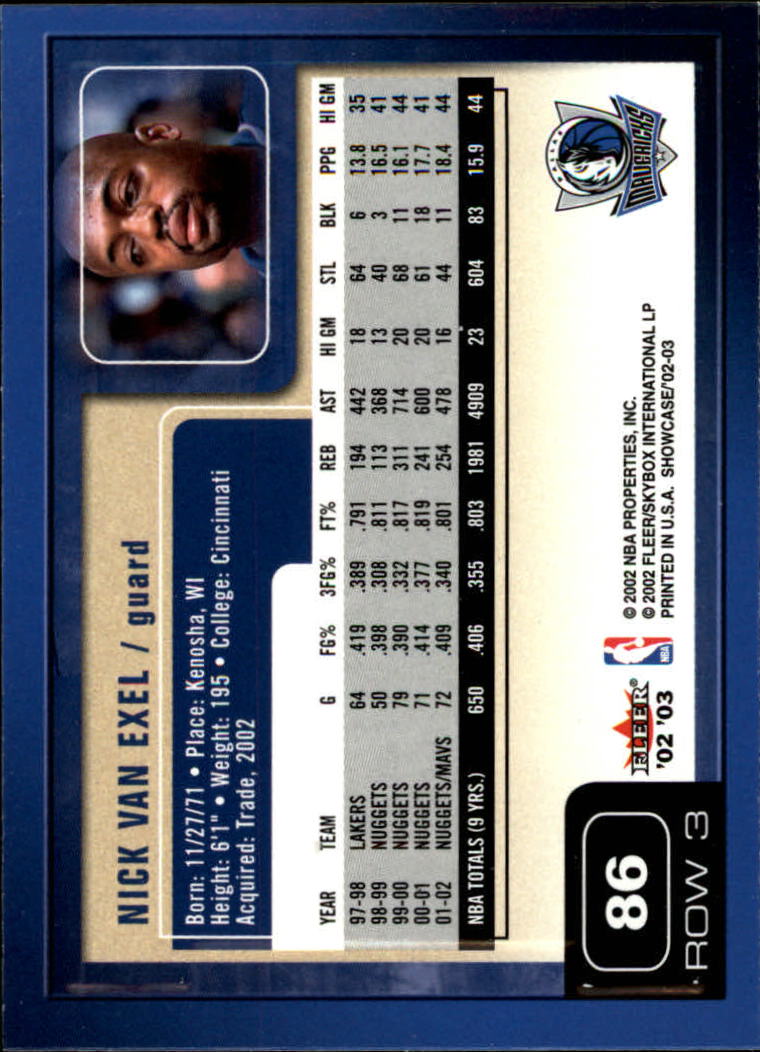 NICK VAN EXEL / guard
Born: 11/27/71 • Place: Kenosha, WI
Height: 6'1" • Weight: 195 • College: Cincinnati
Acquired: Trade, 2002
YEAR TEAM G FG% 3FG% FT% REB AST HI GM STL BLK PPG HI GM
97-98 LAKERS 64 .419 .389 .791 194 442 18 64 6 13.8 35
98-99 NUGGETS 50 .398 .308 .811 113 368 13 40 3 16.5 41
99-00 NUGGETS 79 .390 .332 .817 311 714 20 68 11 16.1 44
00-01 NUGGETS 71 .414 .377 .819 241 600 20 61 18 17.7 41
01-02 NUGGETS/MAVS 72 .409 .340 .801 254 478 16 44 11 18.4 44
NBA TOTALS (9 YRS.) 650 .406 .355 .803 1981 4909 23 604 83 15.9 44
DALLAS
MAVERICKS
86
ROW 3
FLEER®
'02 '03
NBA
© 2002 NBA PROPERTIES, INC.
© 2002 FLEER/SKYBOX INTERNATIONAL LP
PRINTED IN U.S.A. SHOWCASE/'02-03